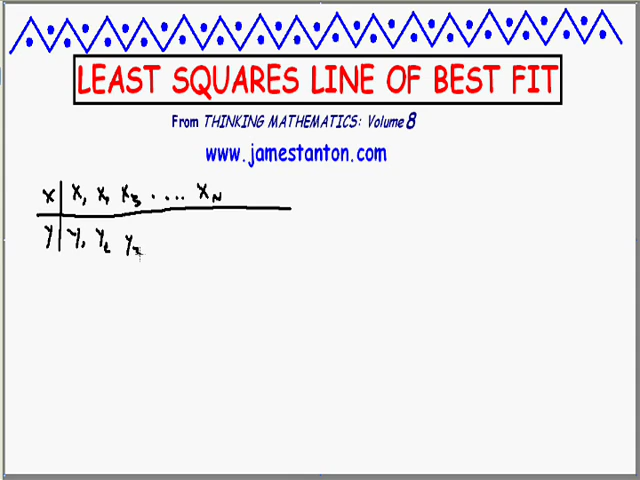 LEAST SQUARES LINE OF BEST FIT
From THINKING MATHEMATICS: Volume 8
www.jamestanton.com
x x₁ x₂ x₃ ..... x_N
y y₁ y₂ y₃